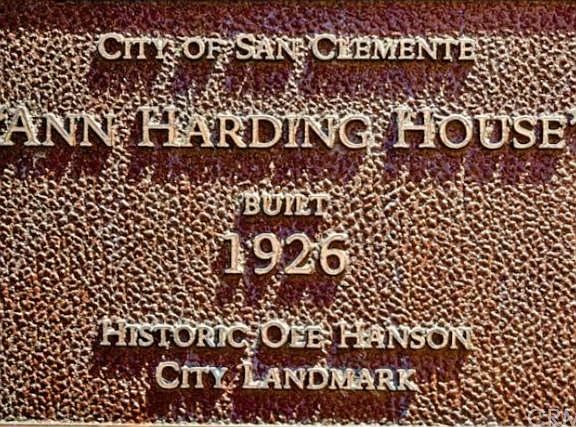 City of San Clemente
"Ann Harding House"
Built
1926
Historic Ole Hanson
City Landmark